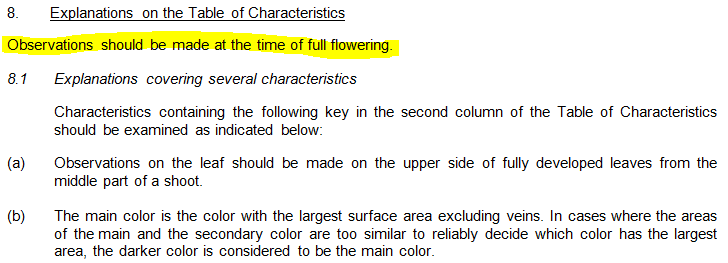 8. Explanations on the Table of Characteristics
Observations should be made at the time of full flowering.
8.1 Explanations covering several characteristics
Characteristics containing the following key in the second column of the Table of Characteristics
should be examined as indicated below:
(a) Observations on the leaf should be made on the upper side of fully developed leaves from the
middle part of a shoot.
(b) The main color is the color with the largest surface area excluding veins. In cases where the areas
of the main and the secondary color are too similar to reliably decide which color has the largest
area, the darker color is considered to be the main color.